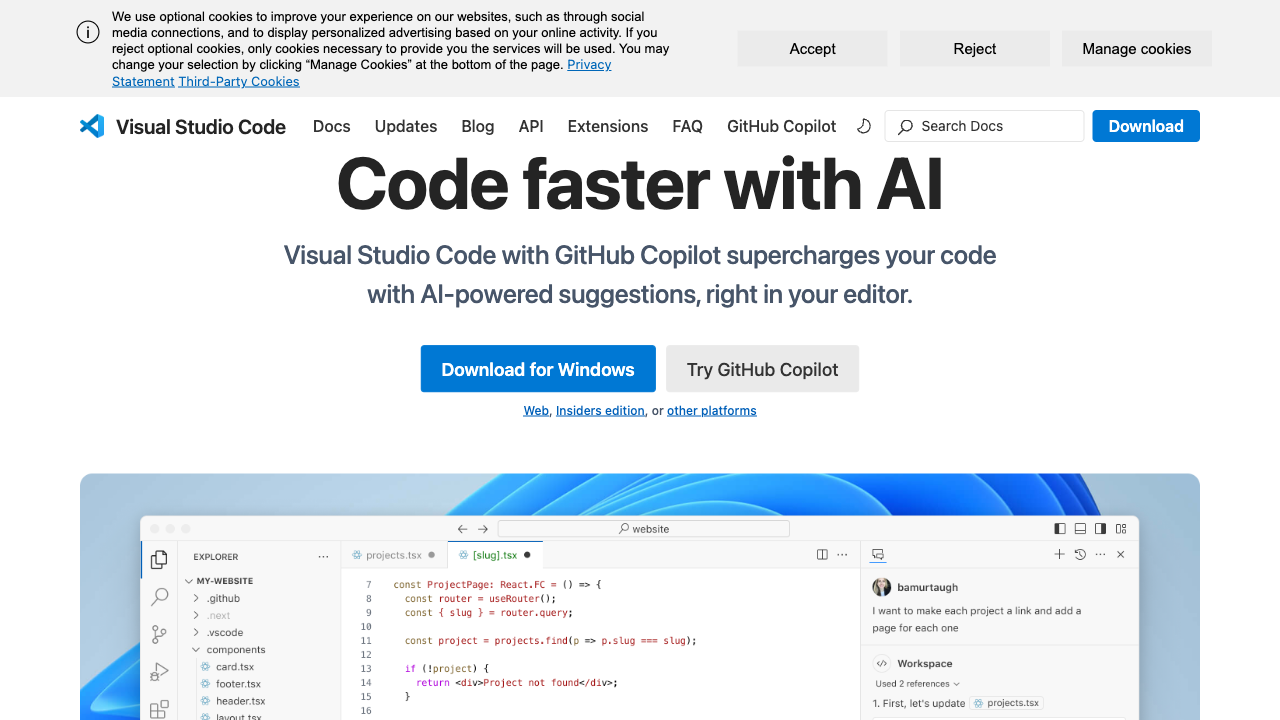 We use optional cookies to improve your experience on our websites, such as through social
media connections, and to display personalized advertising based on your online activity. If you
reject optional cookies, only cookies necessary to provide you the services will be used. You may
change your selection by clicking “Manage Cookies” at the bottom of the page. Privacy
Statement Third-Party Cookies
Accept
Reject
Manage cookies
Visual Studio Code
Docs
Updates
Blog
API
Extensions
FAQ
GitHub Copilot
Search Docs
Download
Code faster with AI
Visual Studio Code with GitHub Copilot supercharges your code
with AI-powered suggestions, right in your editor.
Download for Windows
Try GitHub Copilot
Web, Insiders edition, or other platforms
website
EXPLORER
MY-WEBSITE
.github
.next
.vscode
components
card.tsx
footer.tsx
header.tsx
layout.tsx
projects.tsx
[slug].tsx
7 const ProjectPage: React.FC = () => {
8 const router = useRouter();
9 const { slug } = router.query;
10
11 const project = projects.find(p => p.slug === slug);
12
13 if (!project) {
14 return <div>Project not found</div>;
15 }
16
bamurtaugh
I want to make each project a link and add a
page for each one
Workspace
Used 2 references
1. First, let's update projects.tsx